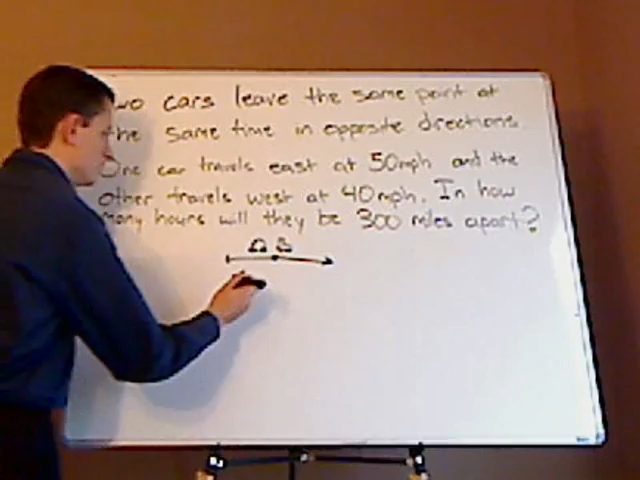 wo cars leave the same point at
the same time in opposite directions.
One car travels east at 50mph and the
other travels west at 40mph. In how
many hours will they be 300 miles apart?